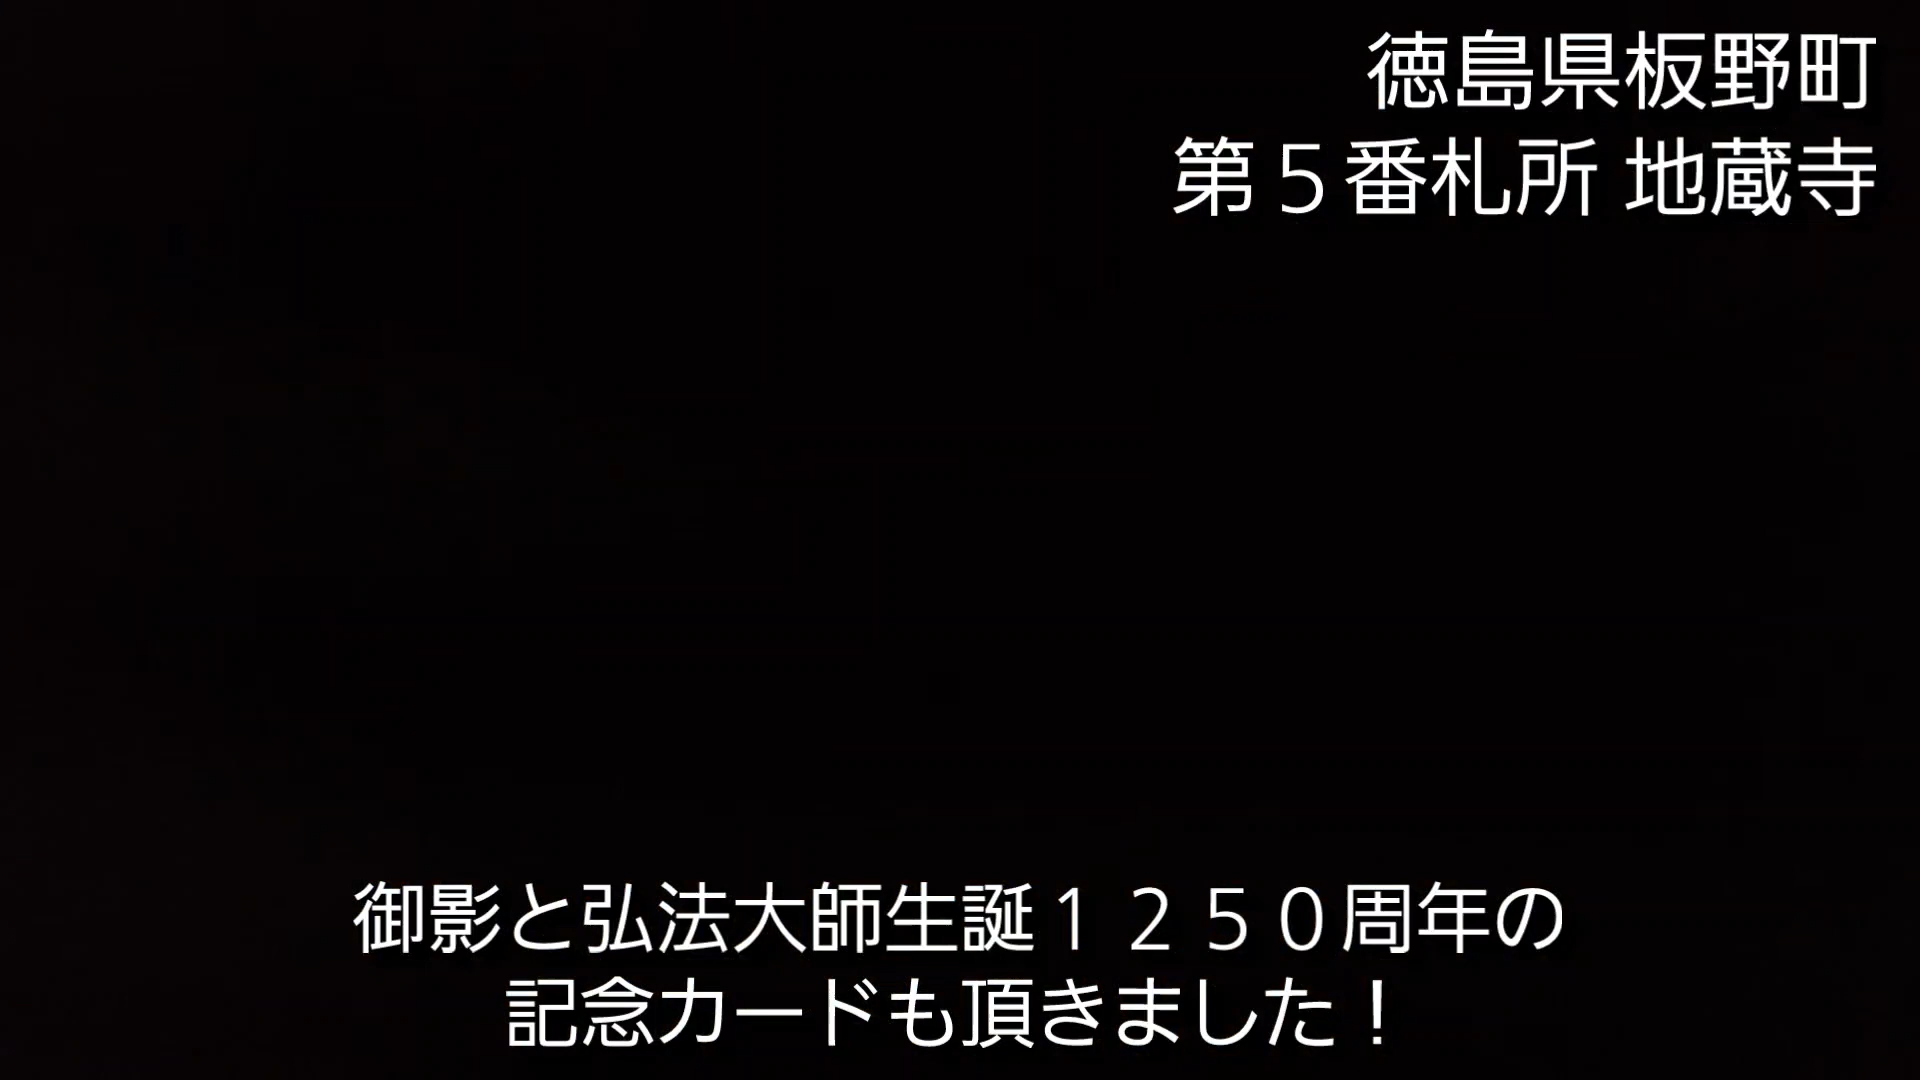 徳島県板野町
第５番札所 地蔵寺
御影と弘法大師生誕１２５０周年の
記念カードも頂きました！